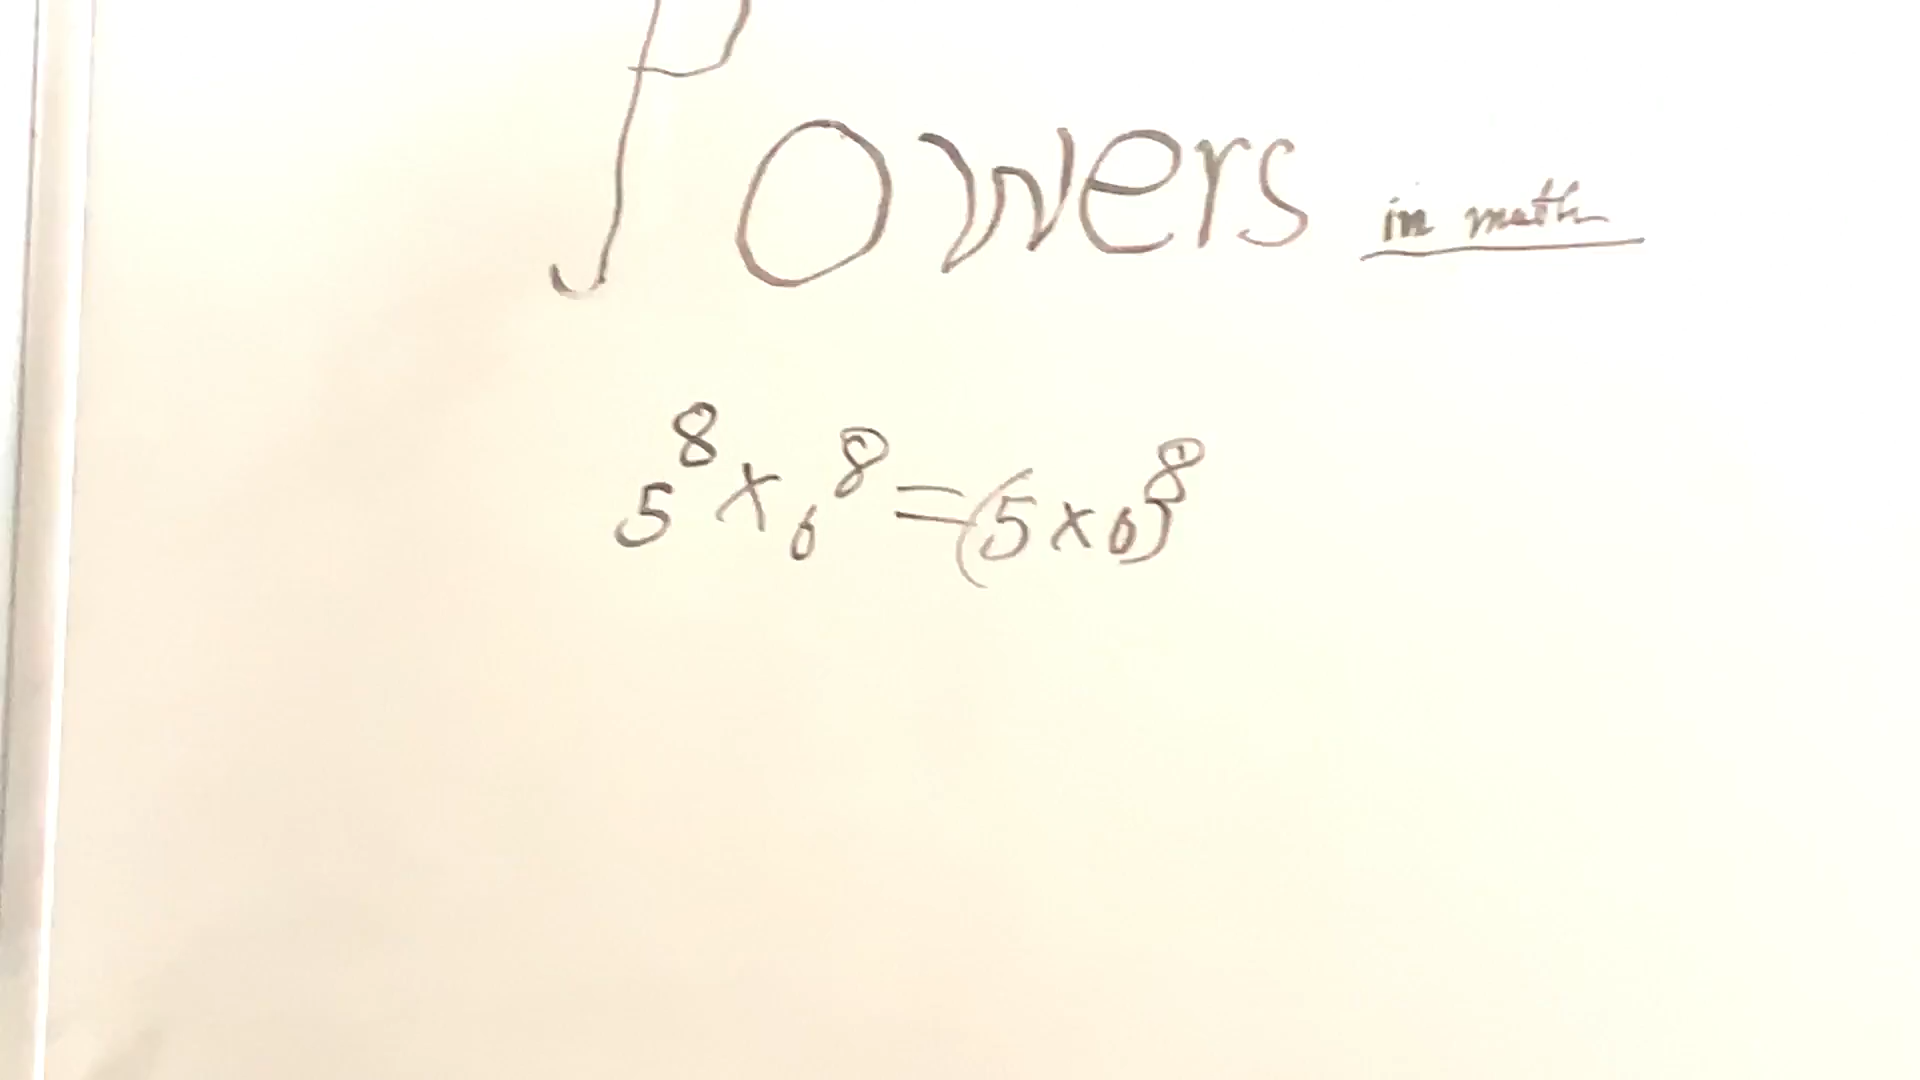 Powers in math
5⁸ × 6⁸ = (5 × 6)⁸